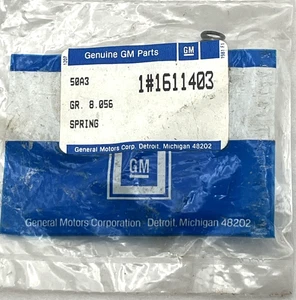 Genuine GM Parts
GM
50A3
1#1611403
GR. 8.056
SPRING
General Motors Corp. Detroit, Michigan 48202
GM
General Motors Corporation - Detroit, Michigan 48202